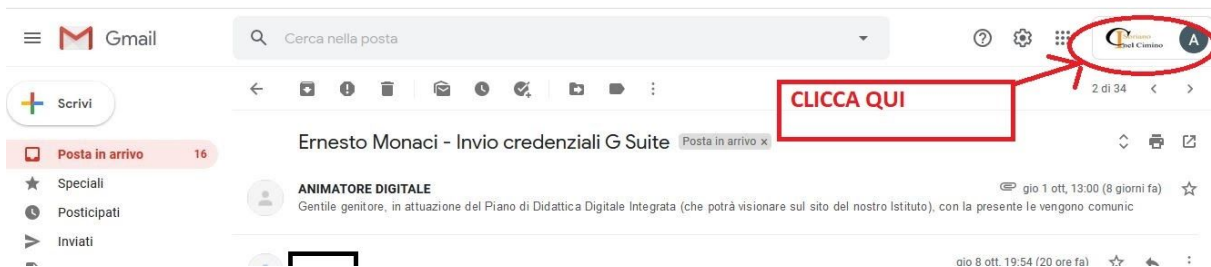 Gmail
Cerca nella posta
Soriano
nel Cimino
A
CLICCA QUI
Scrivi
2 di 34
Ernesto Monaci - Invio credenziali G Suite Posta in arrivo x
Posta in arrivo 16
Speciali
ANIMATORE DIGITALE gio 1 ott, 13:00 (8 giorni fa)
Gentile genitore, in attuazione del Piano di Didattica Digitale Integrata (che potrà visionare sul sito del nostro Istituto), con la presente le vengono comunic
Posticipati
Inviati
gio 8 ott, 19:54 (20 ore fa)